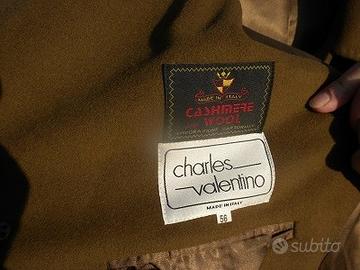 MADE IN ITALY
CASHMERE
WOOL
charles
valentino
MADE IN ITALY
56
subito